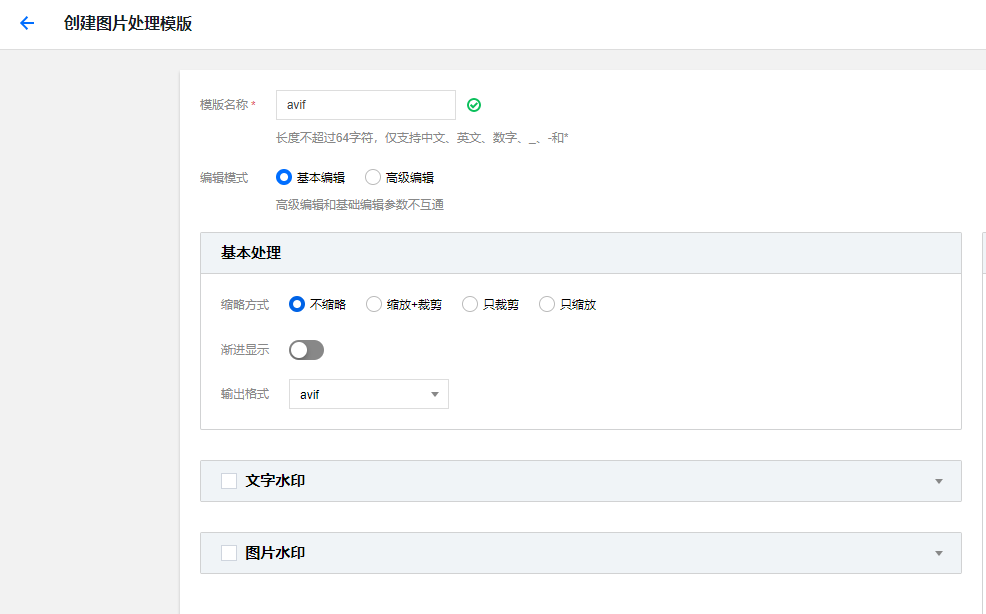 创建图片处理模版
模版名称 * avif
长度不超过64字符，仅支持中文、英文、数字、_、-和*
编辑模式 基本编辑 高级编辑
高级编辑和基础编辑参数不互通
基本处理
缩略方式 不缩略 缩放+裁剪 只裁剪 只缩放
渐进显示
输出格式 avif
文字水印
图片水印